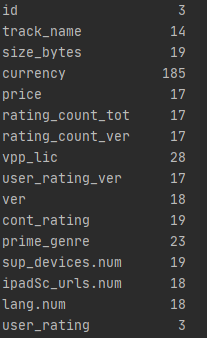 id 3
track_name 14
size_bytes 19
currency 185
price 17
rating_count_tot 17
rating_count_ver 17
vpp_lic 28
user_rating_ver 17
ver 18
cont_rating 19
prime_genre 23
sup_devices.num 19
ipadSc_urls.num 18
lang.num 18
user_rating 3